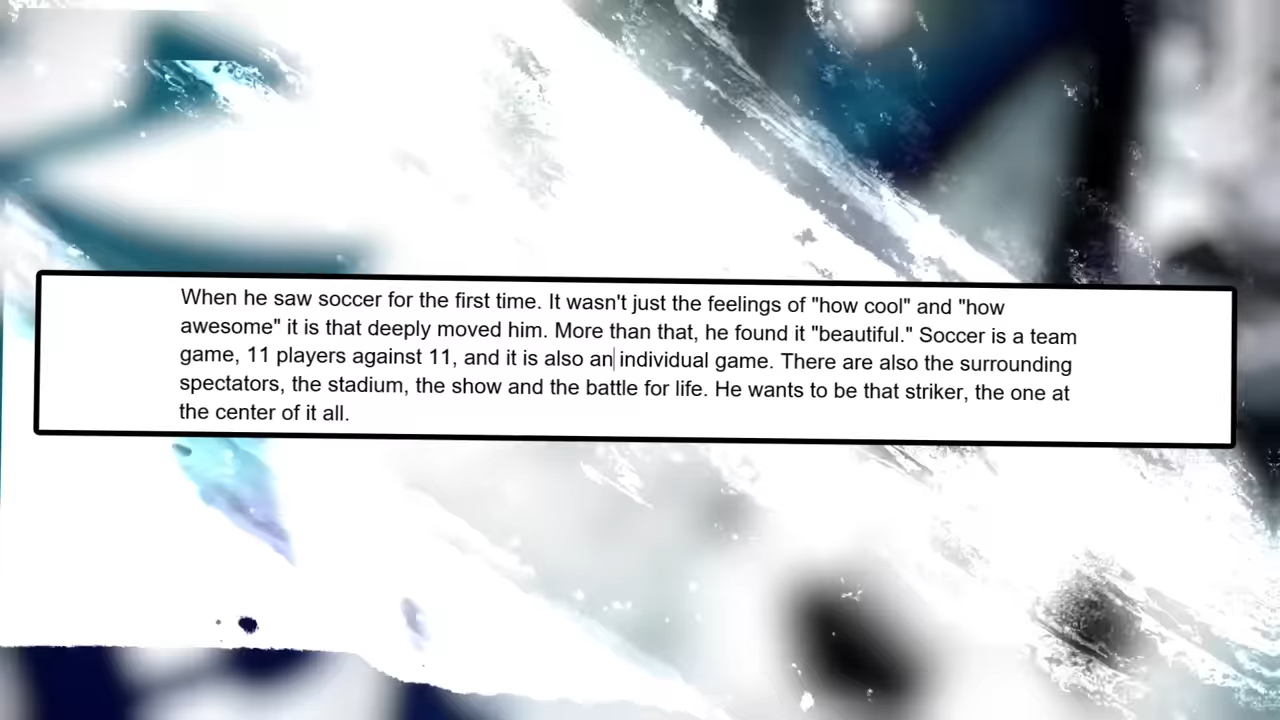 When he saw soccer for the first time. It wasn't just the feelings of "how cool" and "how
awesome" it is that deeply moved him. More than that, he found it "beautiful." Soccer is a team
game, 11 players against 11, and it is also an individual game. There are also the surrounding
spectators, the stadium, the show and the battle for life. He wants to be that striker, the one at
the center of it all.